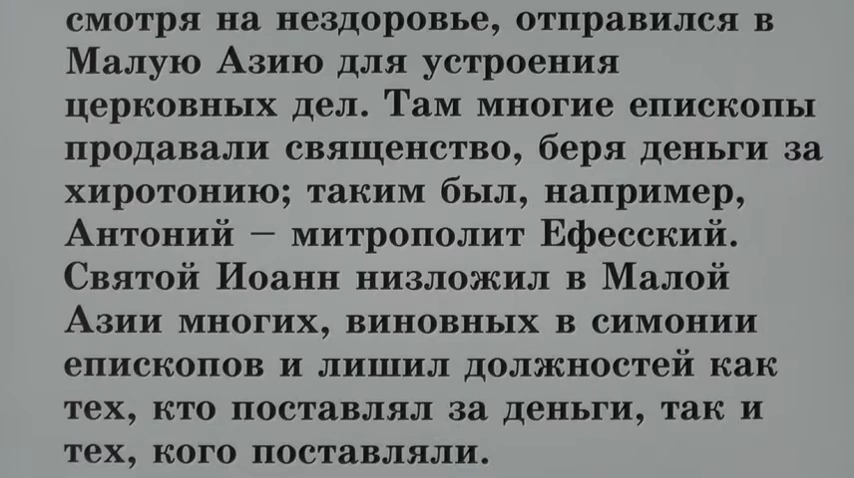 смотря на нездоровье, отправился в
Малую Азию для устроения
церковных дел. Там многие епископы
продавали священство, беря деньги за
хиротонию; таким был, например,
Антоний – митрополит Ефесский.
Святой Иоанн низложил в Малой
Азии многих, виновных в симонии
епископов и лишил должностей как
тех, кто поставлял за деньги, так и
тех, кого поставляли.